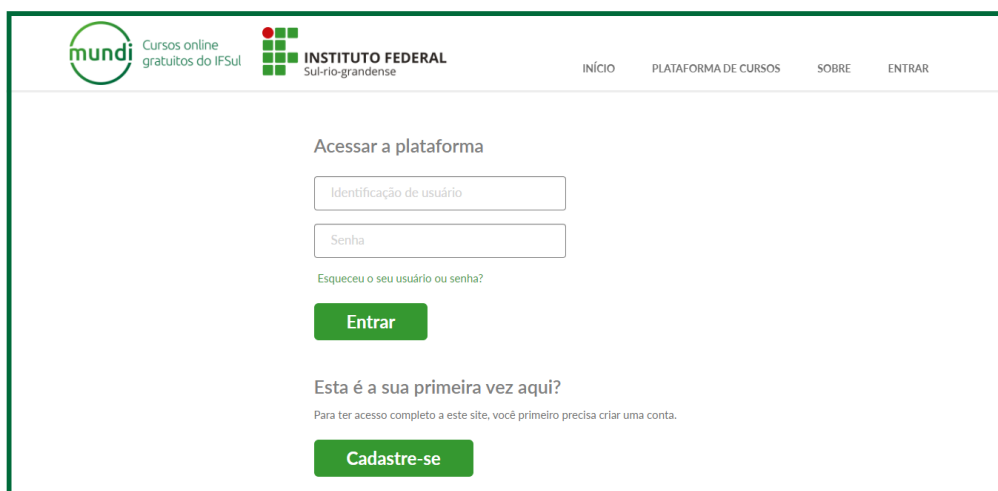 mundi
Cursos online
gratuitos do IFSul
INSTITUTO FEDERAL
Sul-rio-grandense
INÍCIO PLATAFORMA DE CURSOS SOBRE ENTRAR
Acessar a plataforma
Identificação de usuário
Senha
Esqueceu o seu usuário ou senha?
Entrar
Esta é a sua primeira vez aqui?
Para ter acesso completo a este site, você primeiro precisa criar uma conta.
Cadastre-se